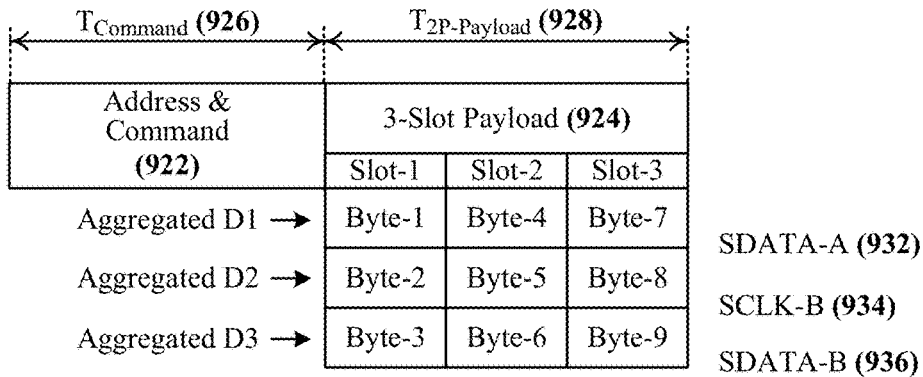 T_Command (926) T_2P-Payload (928)
Address &
Command
(922)
3-Slot Payload (924)
Slot-1 Slot-2 Slot-3
Aggregated D1 → Byte-1 Byte-4 Byte-7
SDATA-A (932)
Aggregated D2 → Byte-2 Byte-5 Byte-8
SCLK-B (934)
Aggregated D3 → Byte-3 Byte-6 Byte-9
SDATA-B (936)